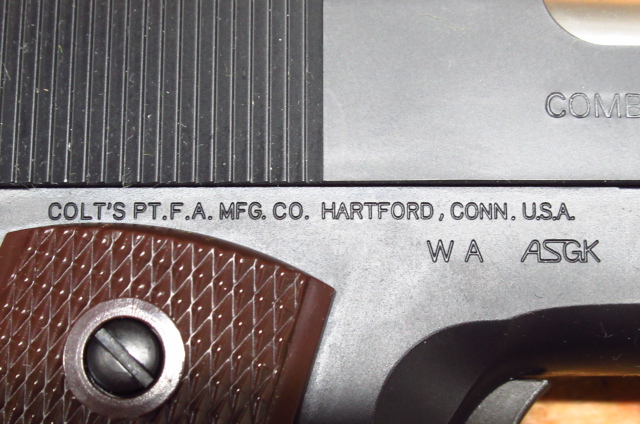 COMB
COLT'S PT.F.A. MFG. CO. HARTFORD, CONN. U.S.A.
W A ASGK